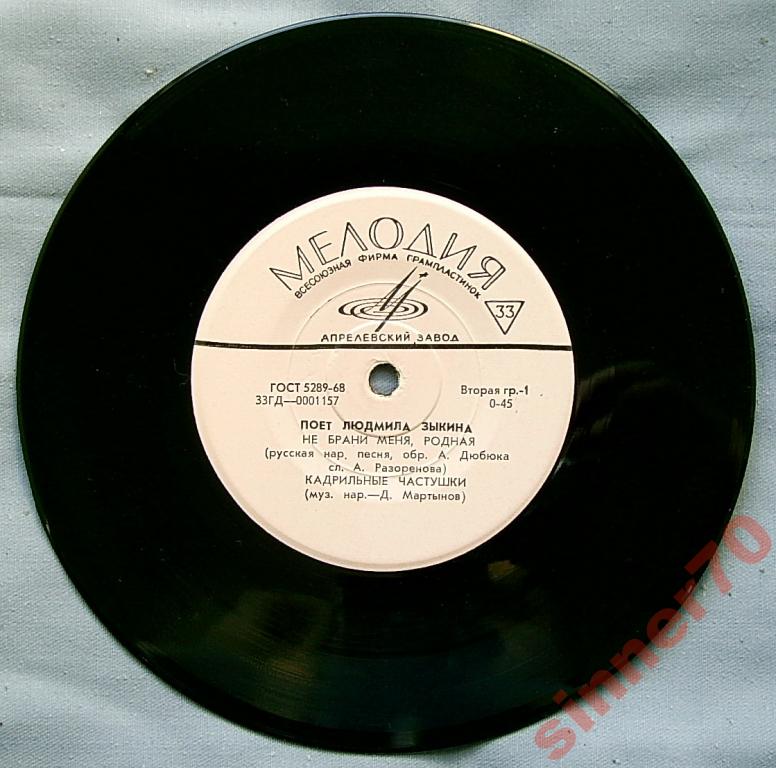 МЕЛОДИЯ
ВСЕСОЮЗНАЯ ФИРМА ГРАМПЛАСТИНОК
33
АПРЕЛЕВСКИЙ ЗАВОД
ГОСТ 5289-68
Вторая гр.-1
33ГД—0001157
0-45
ПОЕТ ЛЮДМИЛА ЗЫКИНА
НЕ БРАНИ МЕНЯ, РОДНАЯ
(русская нар. песня, обр. А. Дюбюка
сл. А. Разоренова)
КАДРИЛЬНЫЕ ЧАСТУШКИ
(муз. нар.—Д. Мартынов)
sinner70